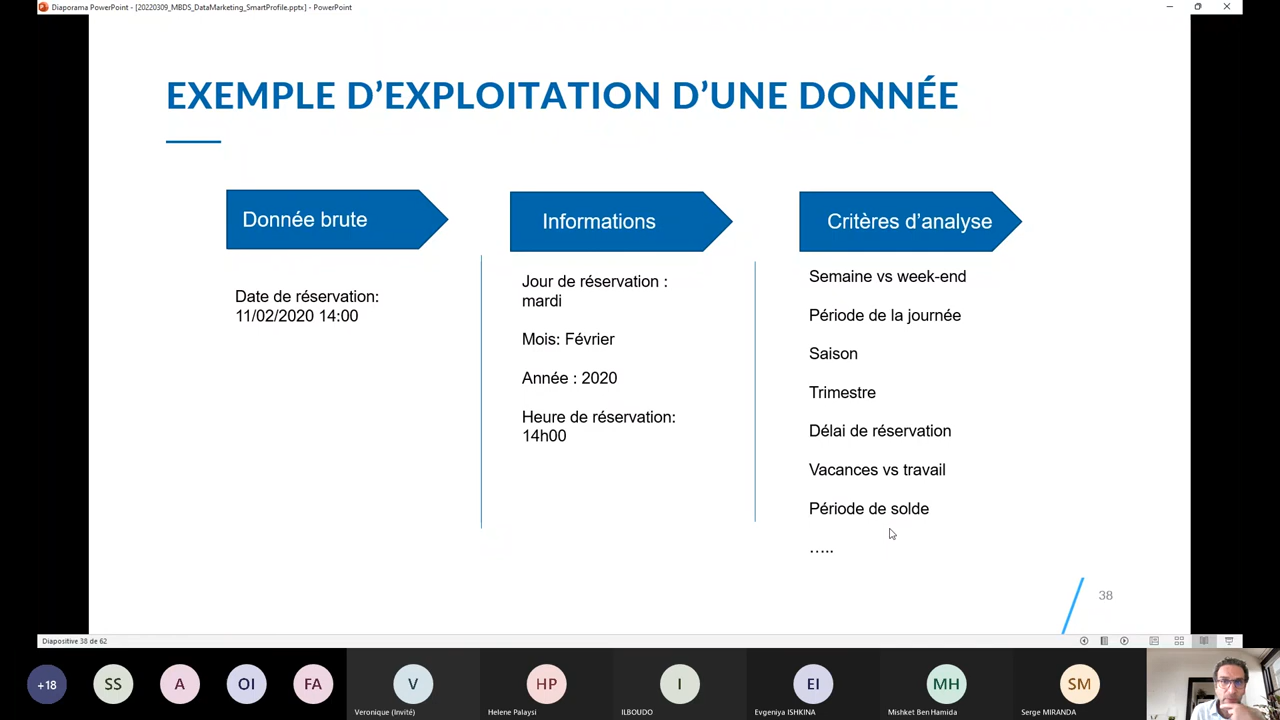 Diaporama PowerPoint - [20220309_MBDS_DataMarketing_SmartProfile.pptx] - PowerPoint
EXEMPLE D’EXPLOITATION D’UNE DONNÉE
Donnée brute
Date de réservation:
11/02/2020 14:00
Informations
Jour de réservation :
mardi
Mois: Février
Année : 2020
Heure de réservation:
14h00
Critères d’analyse
Semaine vs week-end
Période de la journée
Saison
Trimestre
Délai de réservation
Vacances vs travail
Période de solde
…..
38
Diapositive 38 de 62
+18
SS
A
OI
FA
V
Veronique (Invité)
HP
Helene Palaysi
I
ILBOUDO
EI
Evgeniya ISHKINA
MH
Mishket Ben Hamida
SM
Serge MIRANDA